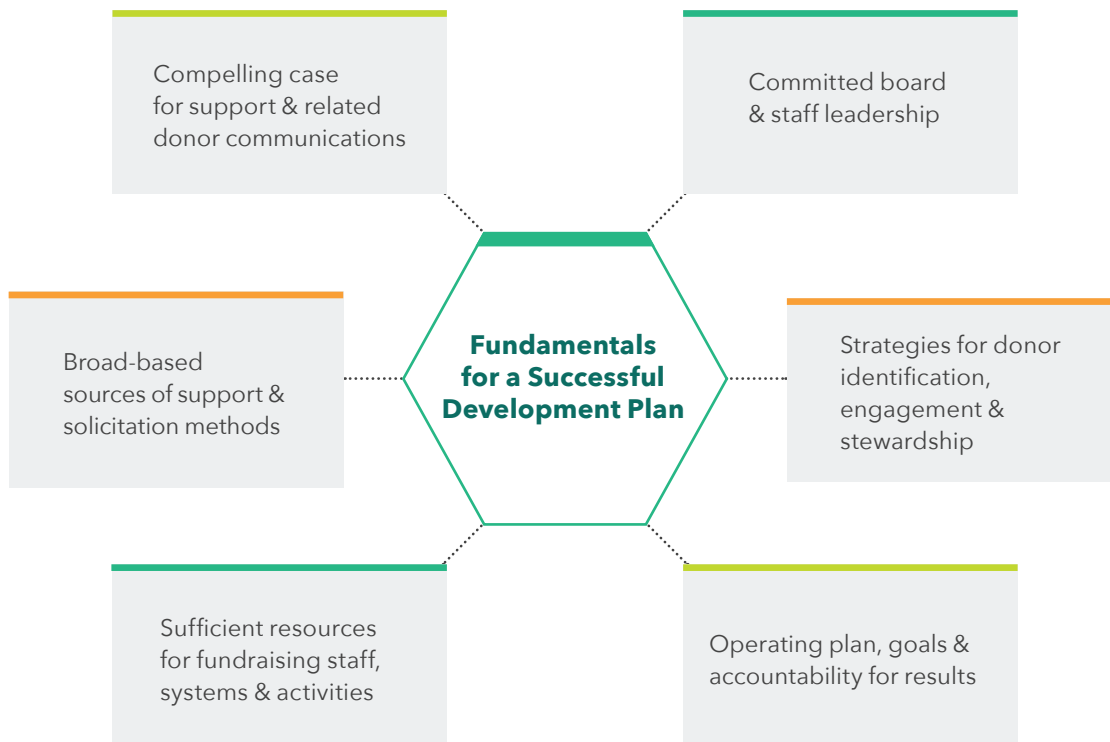 Compelling case
for support & related
donor communications
Committed board
& staff leadership
Broad-based
sources of support &
solicitation methods
Fundamentals
for a Successful
Development Plan
Strategies for donor
identification,
engagement &
stewardship
Sufficient resources
for fundraising staff,
systems & activities
Operating plan, goals &
accountability for results